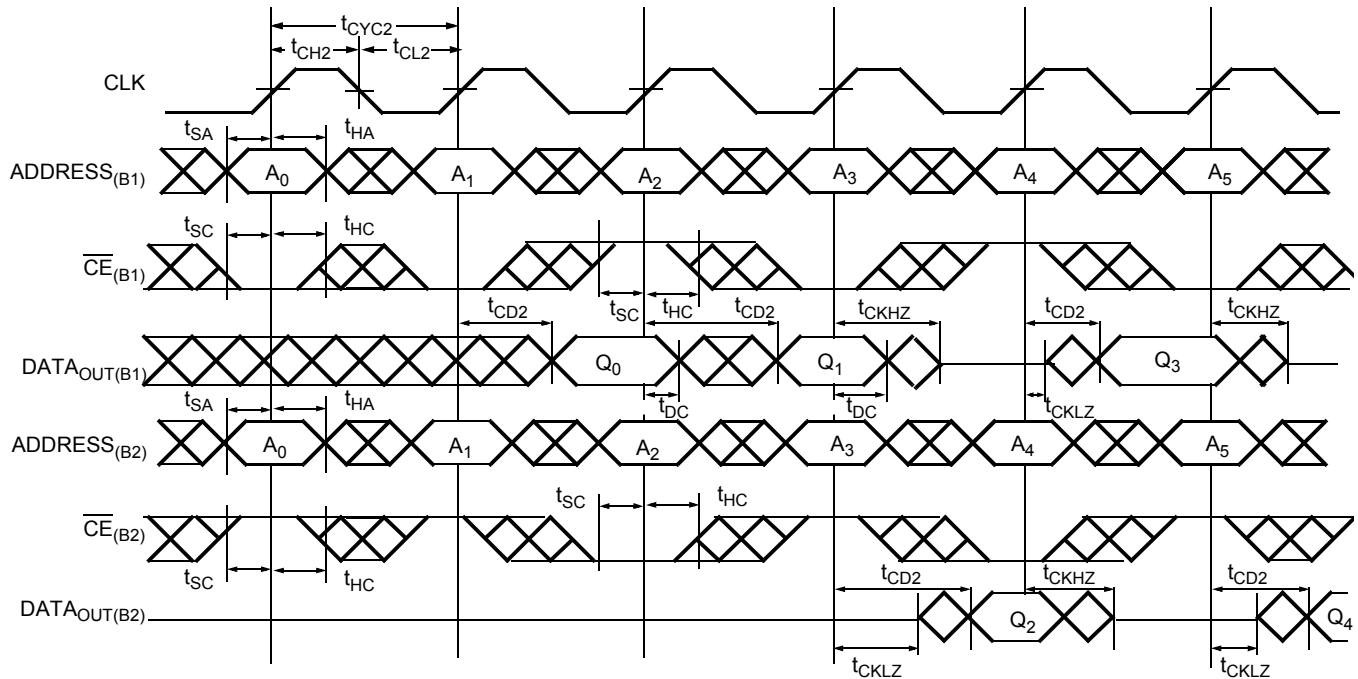 tCYC2
tCH2 tCL2
CLK
tSA tHA
ADDRESS(B1) A0 A1 A2 A3 A4 A5
tSC tHC
CE(B1)
tSC tHC
tCD2 tCD2 tCKHZ tCD2 tCKHZ
DATAOUT(B1) Q0 Q1 Q3
tDC tDC tCKLZ
tSA tHA
ADDRESS(B2) A0 A1 A2 A3 A4 A5
tSC tHC
CE(B2)
tSC tHC
tCD2 tCKHZ tCD2
DATAOUT(B2) Q2 Q4
tCKLZ tCKLZ